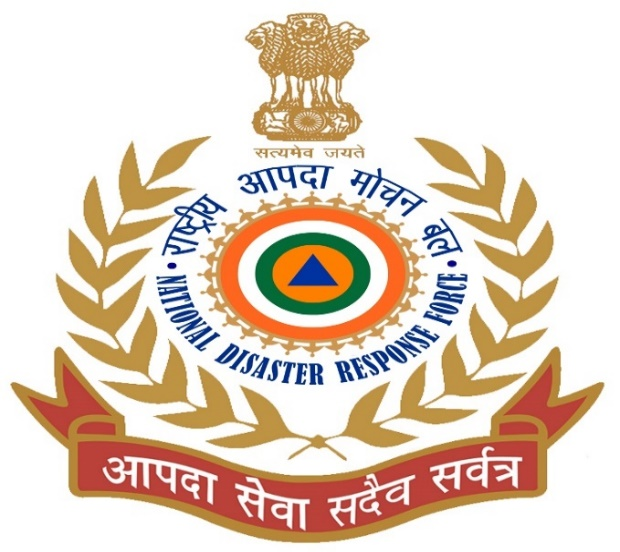 सत्यमेव जयते
राष्ट्रीय आपदा मोचन बल
NATIONAL DISASTER RESPONSE FORCE
आपदा सेवा सदैव सर्वत्र